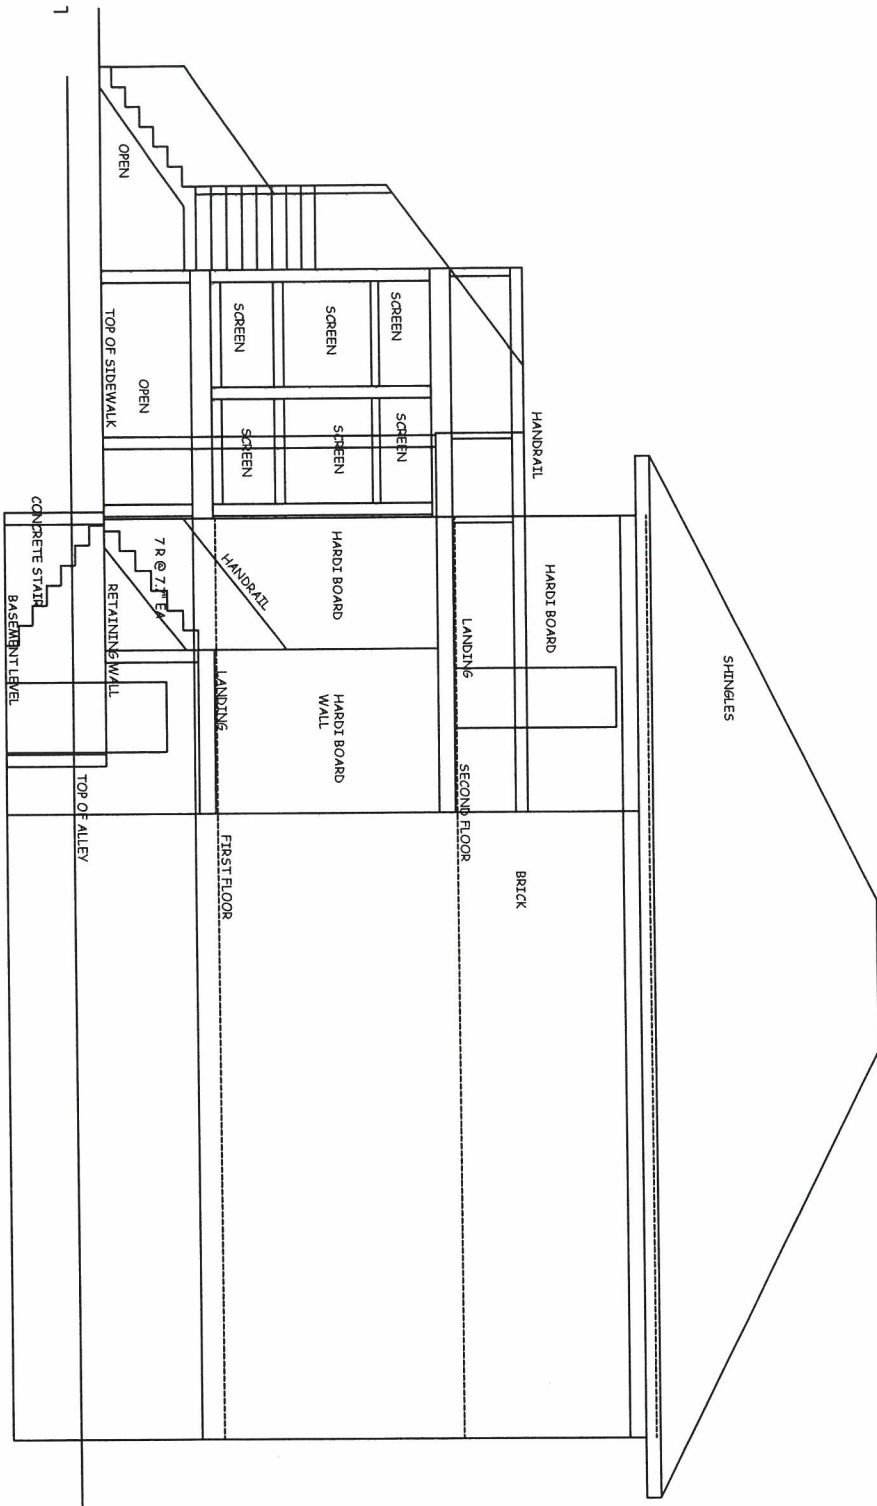 SHINGLES
HARDI BOARD
BRICK
HANDRAIL
LANDING
SECOND FLOOR
SCREEN
SCREEN
SCREEN
SCREEN
SCREEN
SCREEN
HARDI BOARD
HARDI BOARD
WALL
HANDRAIL
LANDING
FIRST FLOOR
OPEN
OPEN
7 R @ 7.7" EA
TOP OF SIDEWALK
RETAINING WALL
TOP OF ALLEY
CONCRETE STAIR
BASEMENT LEVEL